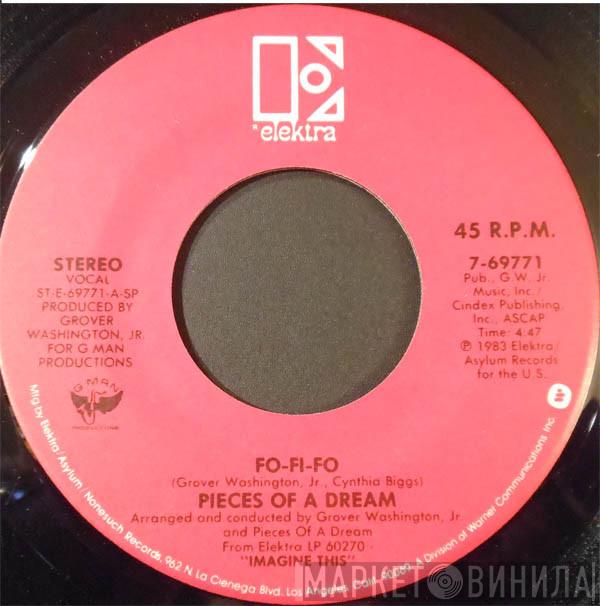 elektra
STEREO
VOCAL
ST-E-69771-A-SP
PRODUCED BY
GROVER
WASHINGTON, JR.
FOR G MAN
PRODUCTIONS
G MAN
PRODUCTIONS
45 R.P.M.
7-69771
Pub., G.W. Jr.
Music, Inc./
Cindex Publishing,
Inc., ASCAP
Time: 4:47
℗ 1983 Elektra/
Asylum Records
for the U.S.
FO-FI-FO
(Grover Washington, Jr., Cynthia Biggs)
PIECES OF A DREAM
Arranged and conducted by Grover Washington, Jr.
and Pieces Of A Dream
From Elektra LP 60270
"IMAGINE THIS"
Mfg by Elektra/Asylum/Nonesuch Records, 962 N. La Cienega Blvd. Los Angeles, Calif. 90069 A Division of Warner Communications Inc.
МАРКЕТ ВИНИЛА